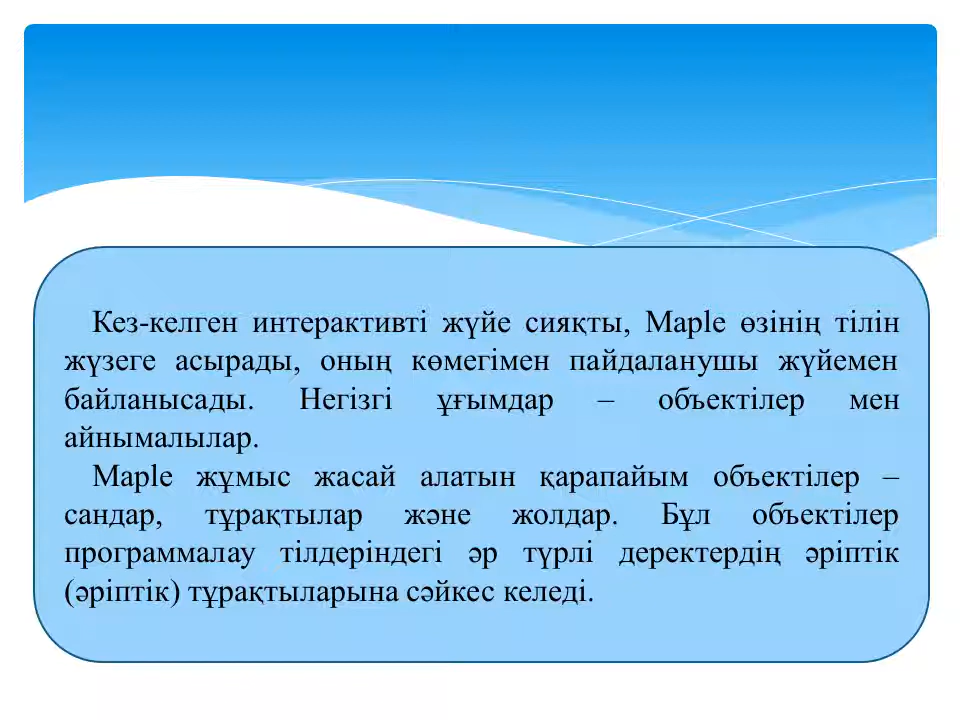 Кез-келген интерактивті жүйе сияқты, Maple өзінің тілін
жүзеге асырады, оның көмегімен пайдаланушы жүйемен
байланысады. Негізгі ұғымдар – объектілер мен
айнымалылар.
Maple жұмыс жасай алатын қарапайым объектілер –
сандар, тұрақтылар және жолдар. Бұл объектілер
программалау тілдеріндегі әр түрлі деректердің әріптік
(әріптік) тұрақтыларына сәйкес келеді.